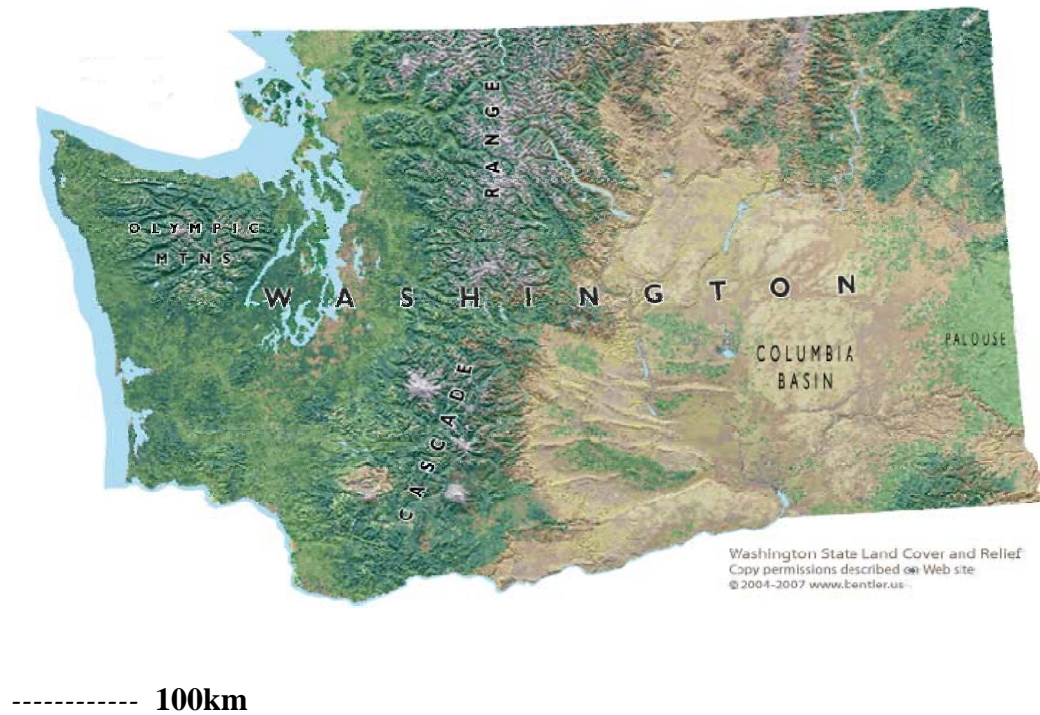 RANGE
OLYMPIC
MTNS
WASHINGTON
PALOUSE
COLUMBIA
BASIN
CASCADE
Washington State Land Cover and Relief
Copy permissions described on Web site
© 2004-2007 www.bentler.us
------------ 100km